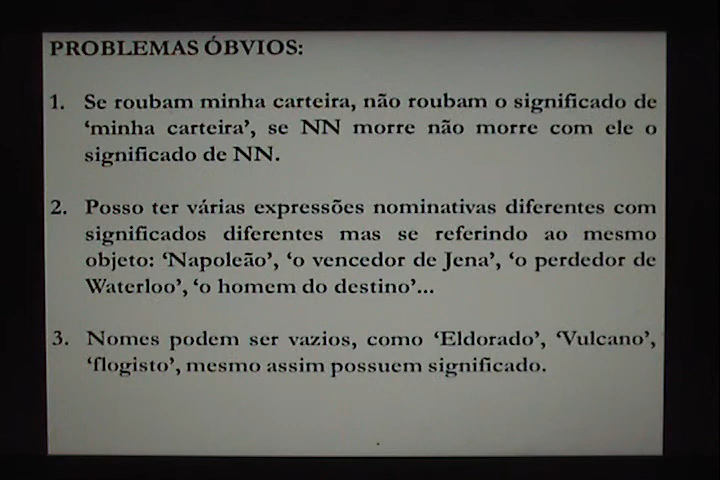 PROBLEMAS ÓBVIOS:
1. Se roubam minha carteira, não roubam o significado de
‘minha carteira’, se NN morre não morre com ele o
significado de NN.
2. Posso ter várias expressões nominativas diferentes com
significados diferentes mas se referindo ao mesmo
objeto: ‘Napoleão’, ‘o vencedor de Jena’, ‘o perdedor de
Waterloo’, ‘o homem do destino’...
3. Nomes podem ser vazios, como ‘Eldorado’, ‘Vulcano’,
‘flogisto’, mesmo assim possuem significado.